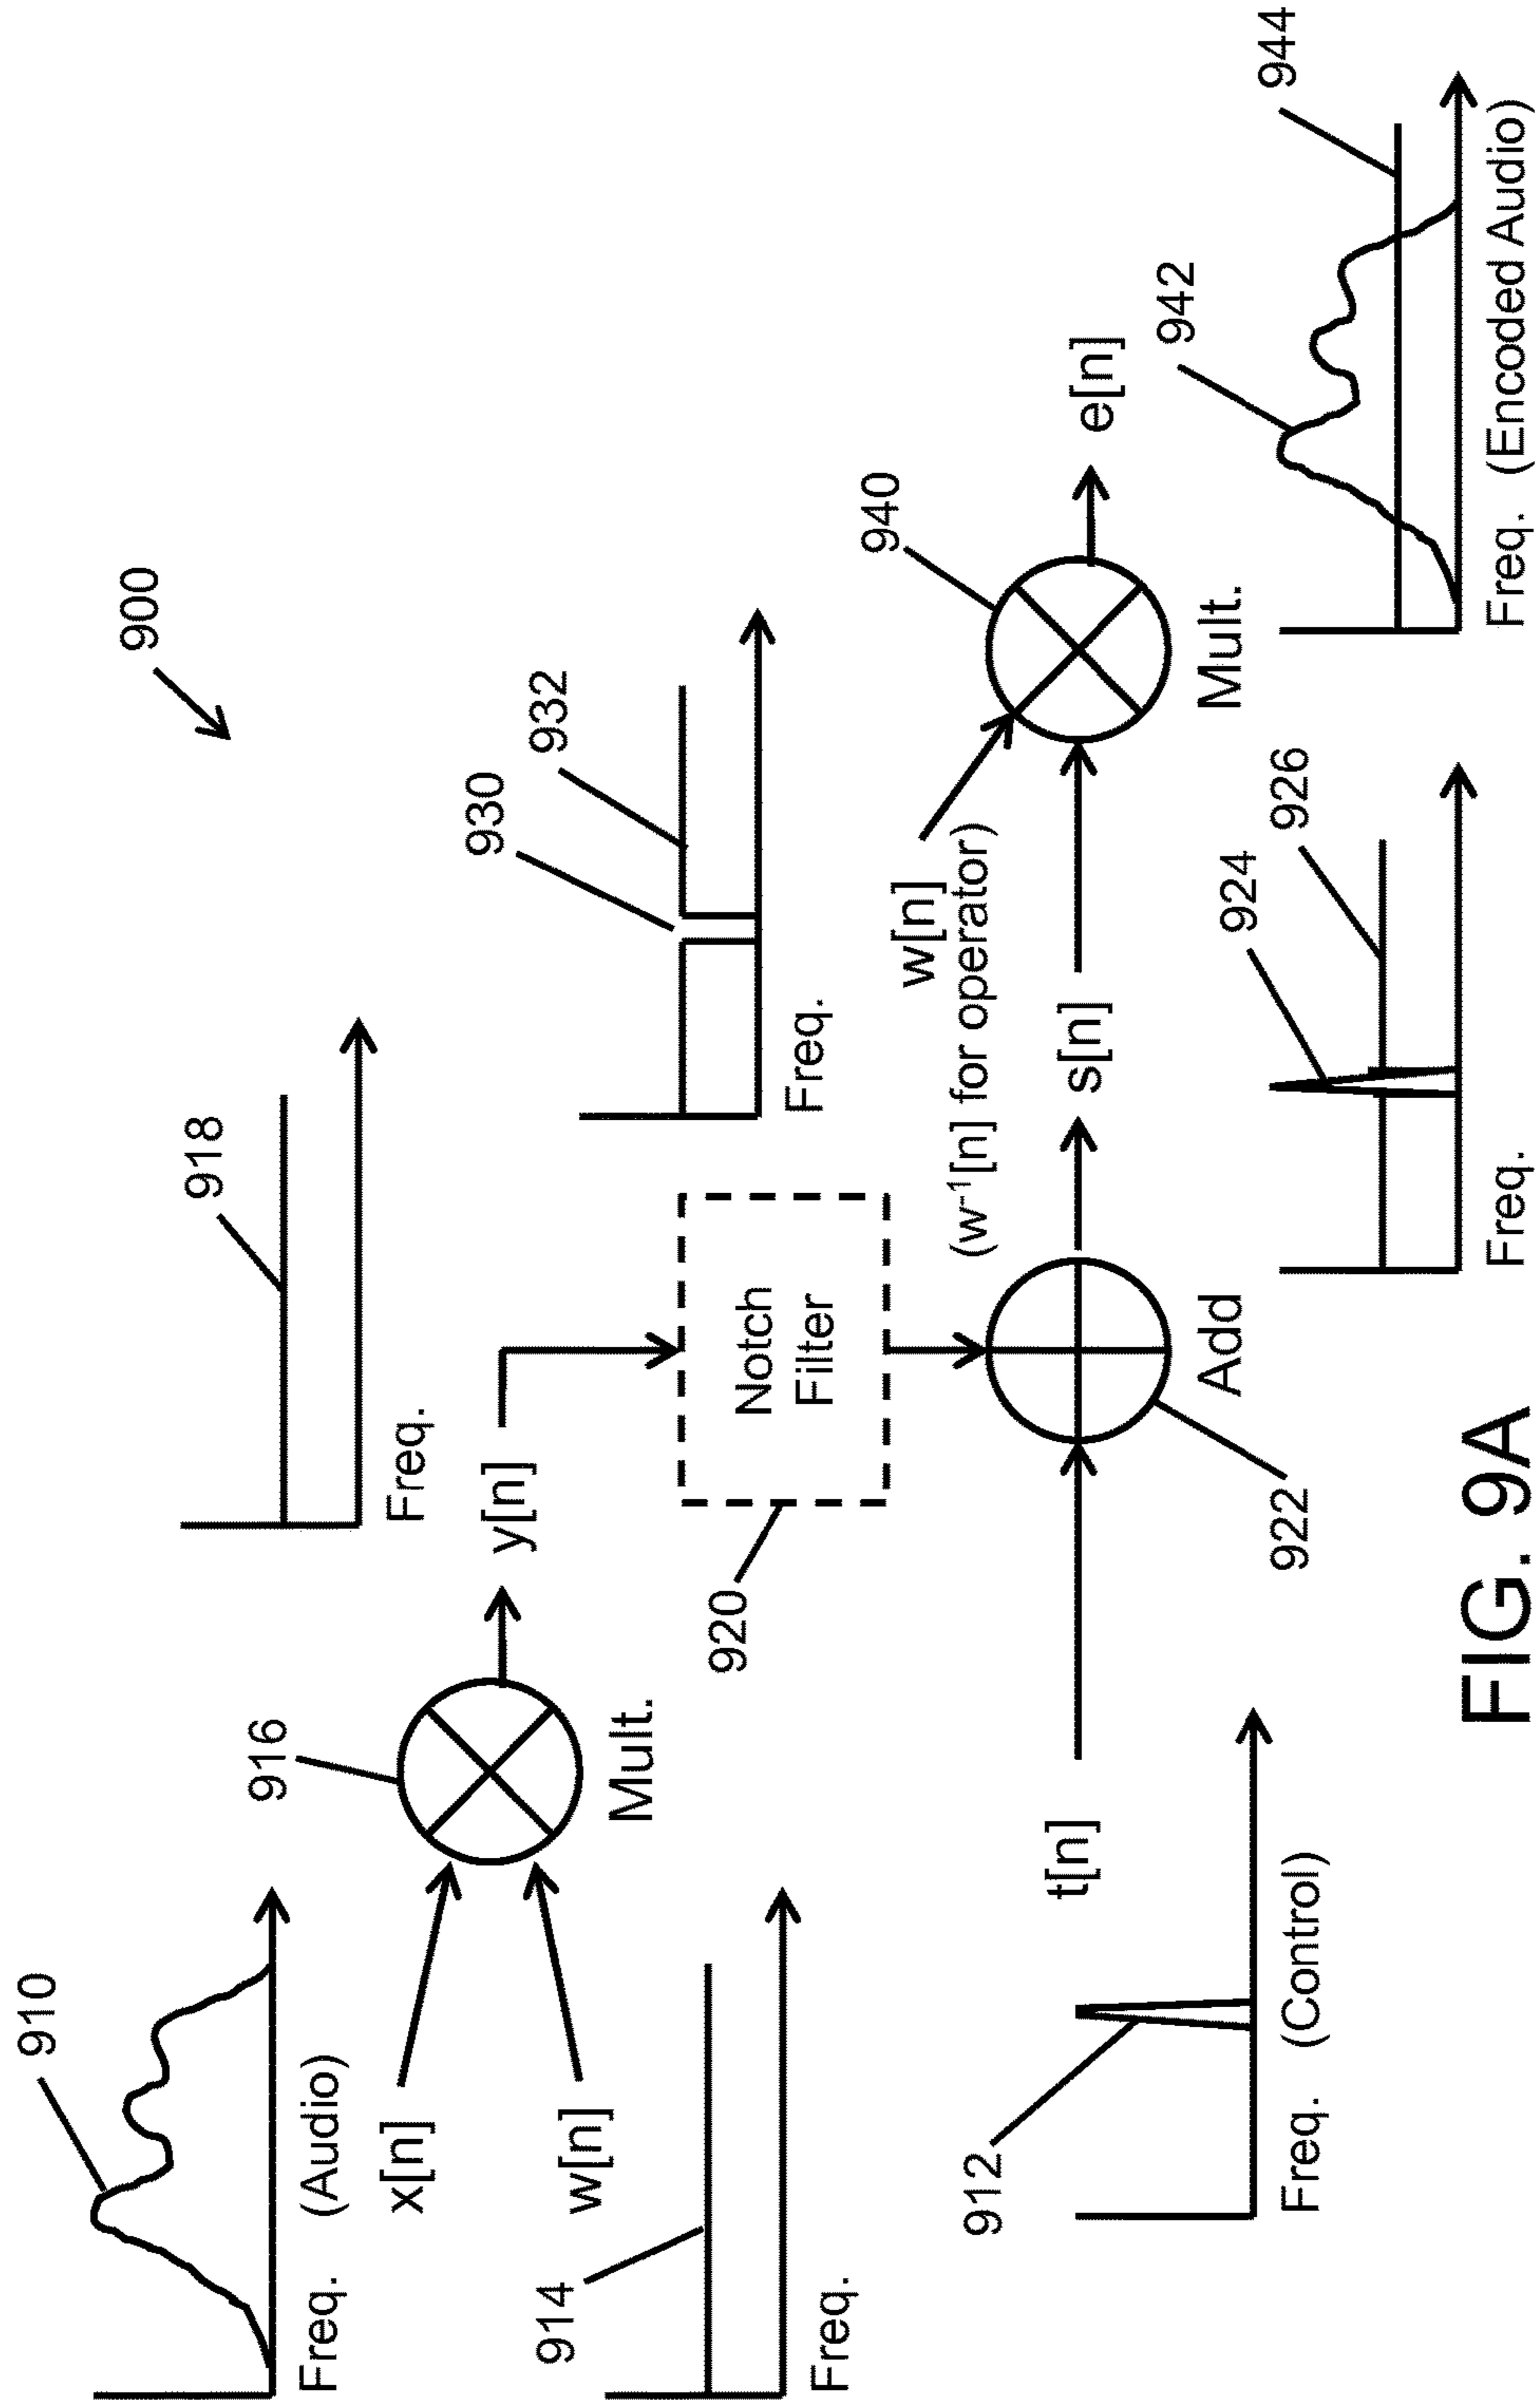 900
910
Freq. (Audio)
x[n]
w[n]
914
Freq.
916
Mult.
918
Freq.
y[n]
920
Notch
Filter
930
932
Freq.
912
Freq. (Control)
t[n]
922
Add
s[n]
924
926
Freq.
w[n]
(w⁻¹[n] for operator)
940
Mult.
e[n]
942
944
Freq. (Encoded Audio)
FIG. 9A